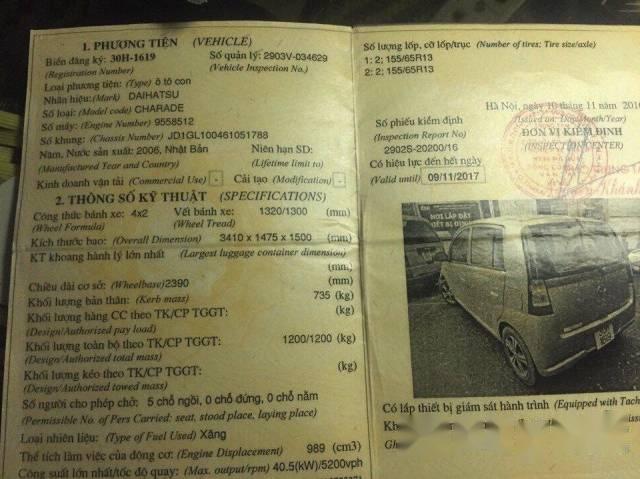 1. PHƯƠNG TIỆN (VEHICLE)
Biển đăng ký: 30H-1619 Số quản lý: 2903V-034629
(Registration Number) (Vehicle Inspection No.)
Loại phương tiện: (Type) ô tô con
Nhãn hiệu: (Mark) DAIHATSU
Số loại: (Model code) CHARADE
Số máy: (Engine Number) 9558512
Số khung: (Chassis Number) JD1GL100461051788
Năm, Nước sản xuất: 2006, Nhật Bản Niên hạn SD:
(Manufactured Year and Country) (Lifetime limit to)
Kinh doanh vận tải (Commercial Use) - Cải tạo (Modification) -
2. THÔNG SỐ KỸ THUẬT (SPECIFICATIONS)
Công thức bánh xe: 4x2 Vết bánh xe: 1320/1300 (mm)
(Wheel Formula) (Wheel Tread)
Kích thước bao: (Overall Dimension) 3410 x 1475 x 1500 (mm)
KT khoang hành lý lớn nhất (Largest luggage container dimension)
(mm)
Chiều dài cơ sở: (Wheelbase) 2390 (mm)
Khối lượng bản thân: (Kerb mass) 735 (kg)
Khối lượng hàng CC theo TK/CP TGGT: (kg)
(Design/Authorized pay load)
Khối lượng toàn bộ theo TK/CP TGGT: 1200/1200 (kg)
(Design/Authorized total mass)
Khối lượng kéo theo TK/CP TGGT: (kg)
(Design/Authorized towed mass)
Số người cho phép chở: 5 chỗ ngồi, 0 chỗ đứng, 0 chỗ nằm
(Permissible No. of Pers Carried: seat, stood place, laying place)
Loại nhiên liệu: (Type of Fuel Used) Xăng
Thể tích làm việc của động cơ: (Engine Displacement) 989 (cm3)
Công suất lớn nhất/tốc độ quay: (Max. output/rpm) 40.5(kW)/5200vph
Số lượng lốp, cỡ lốp/trục (Number of tires; Tire size/axle)
1: 2; 155/65R13
2: 2; 155/65R13
Hà Nội, ngày 10 tháng 11 năm 201
(Issued on: Day/Month/Year)
Số phiếu kiểm định ĐƠN VỊ KIỂM ĐỊNH
(Inspection Report No) (INSPECTION CENTER)
2902S-20200/16
Có hiệu lực đến hết ngày
(Valid until) 09/11/2017
Có lắp thiết bị giám sát hành trình (Equipped with Tach